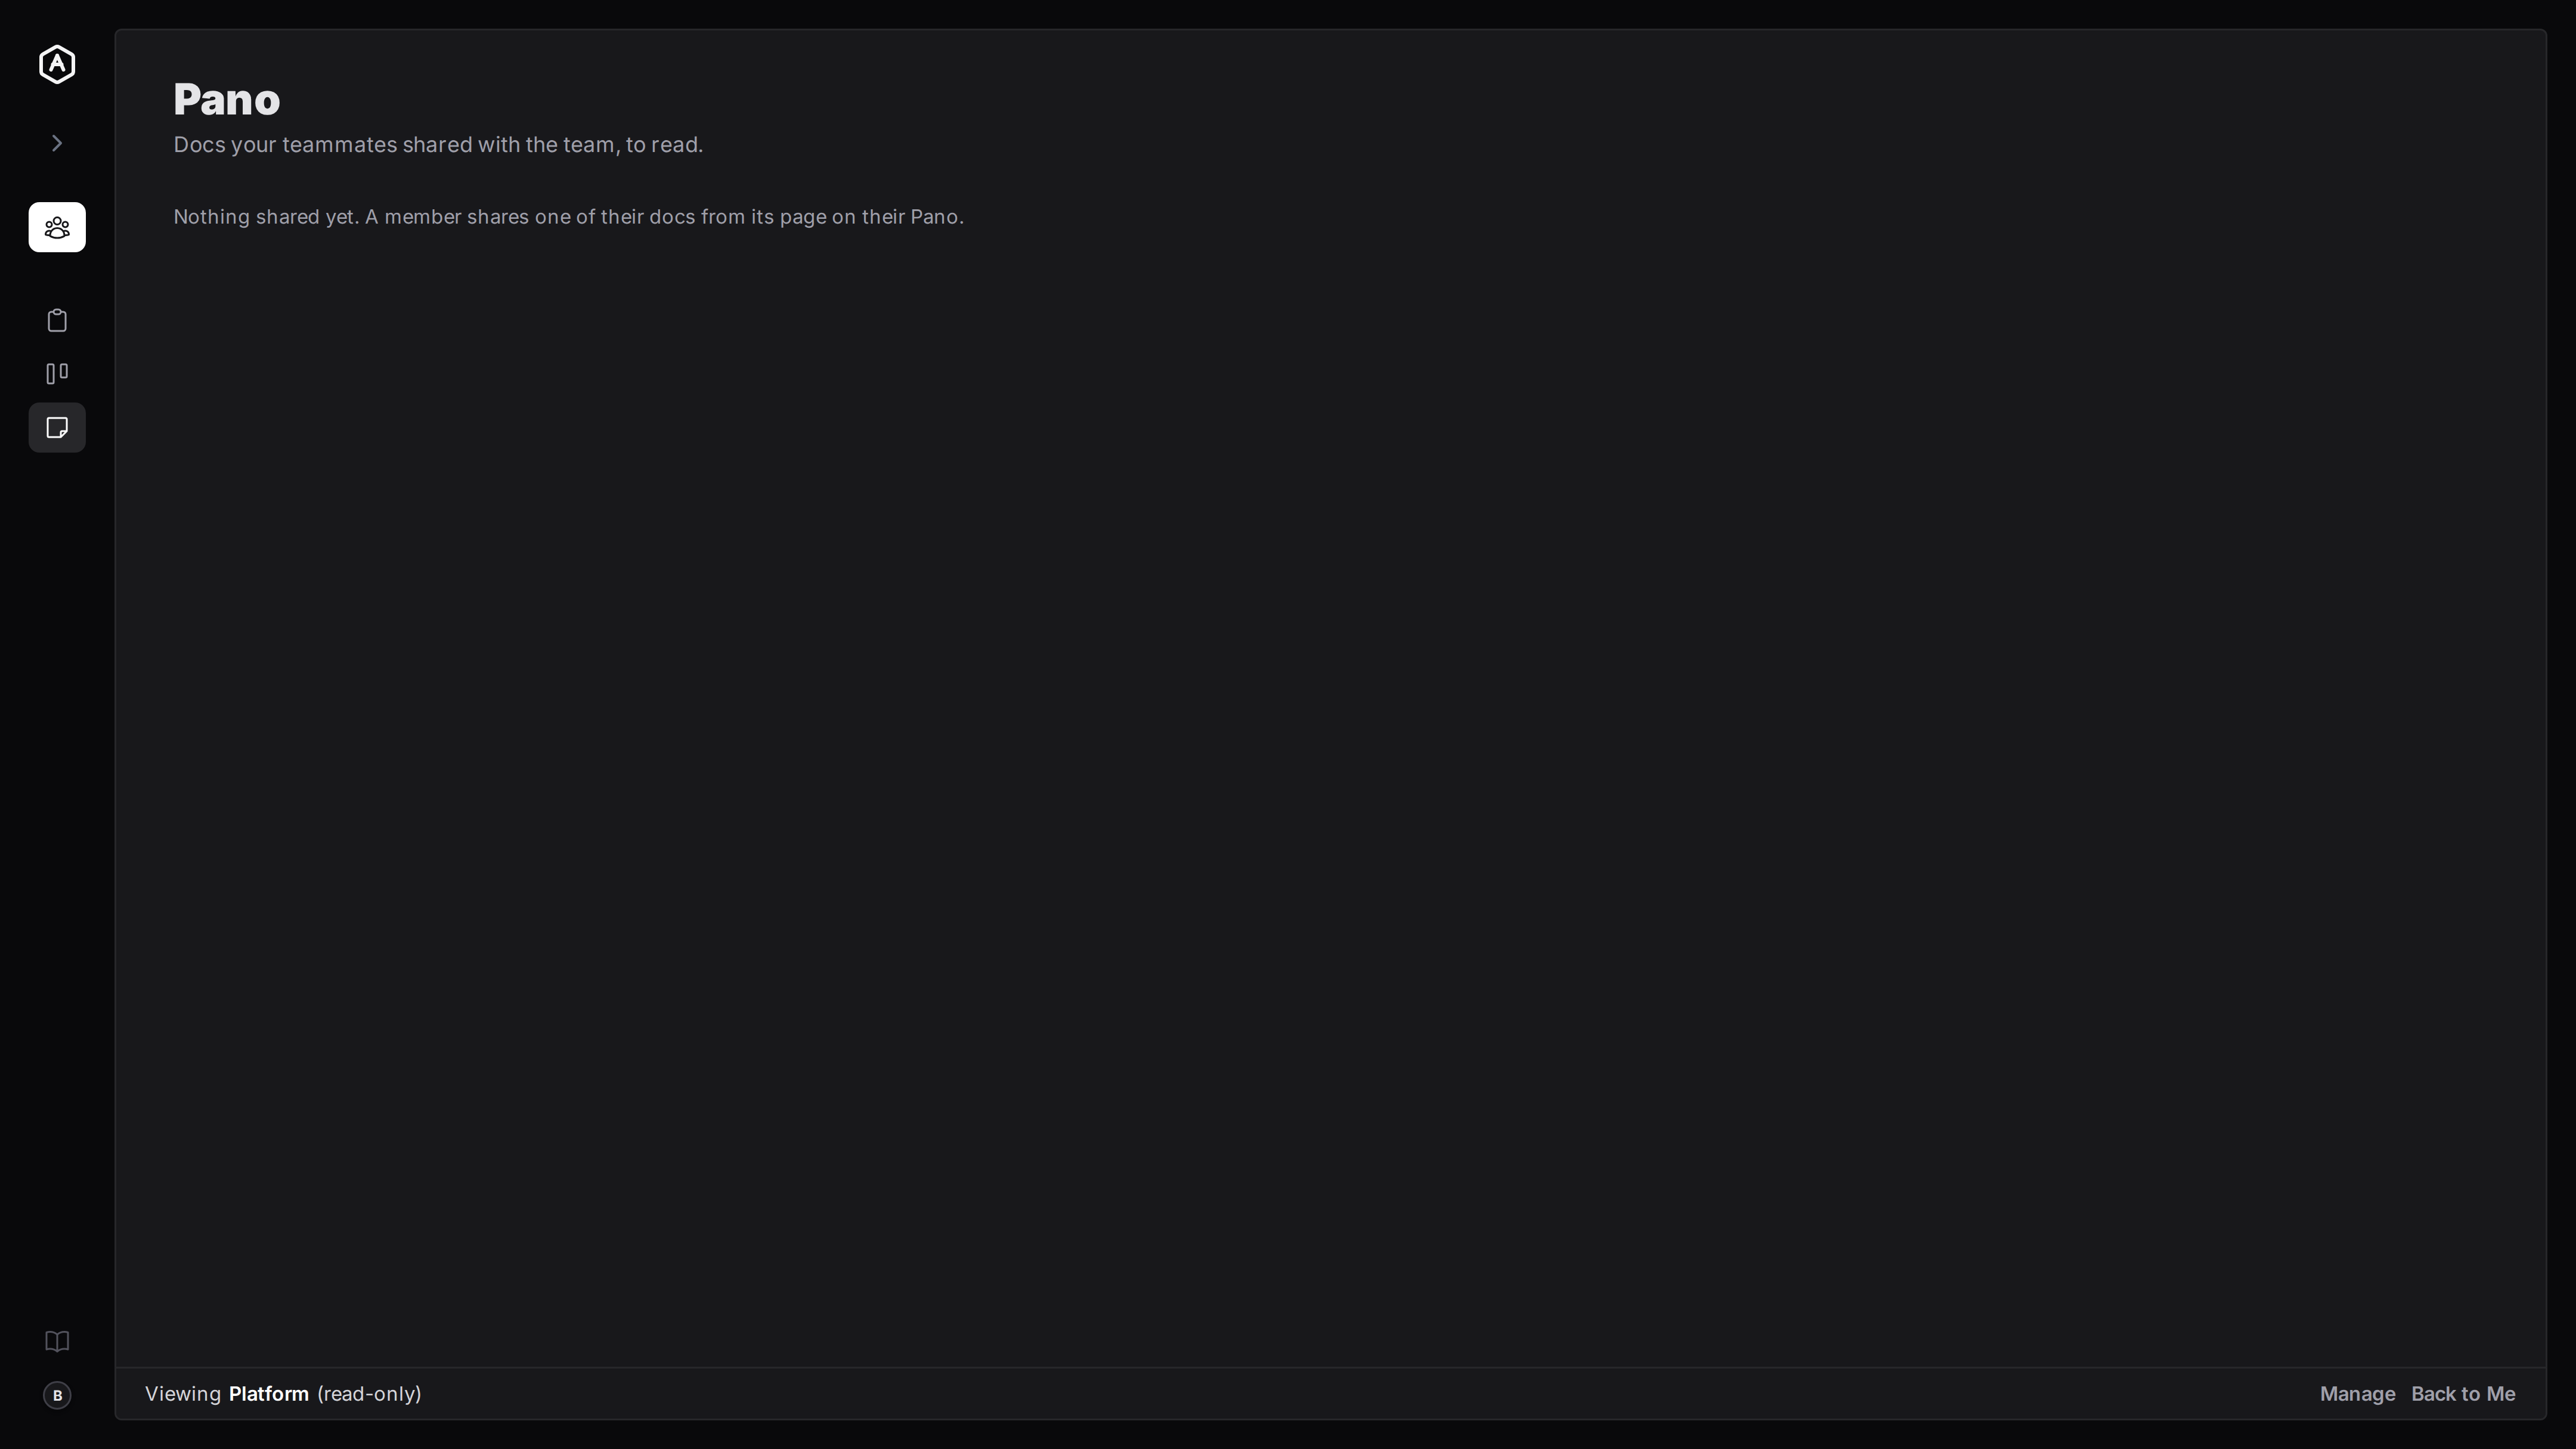 Pano
Docs your teammates shared with the team, to read.
Nothing shared yet. A member shares one of their docs from its page on their Pano.
B
Viewing Platform (read-only)
Manage Back to Me